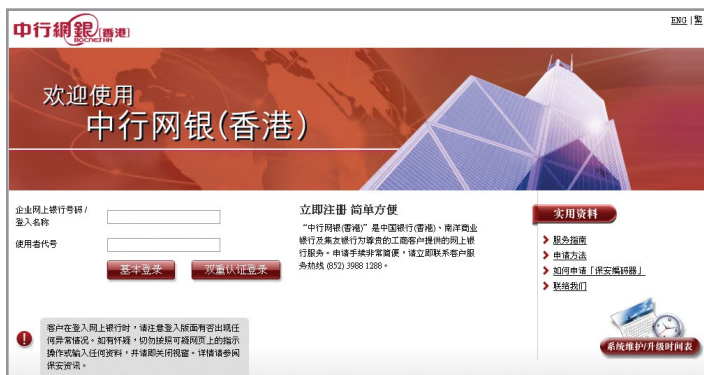 中行網銀(香港)
BOCNET HK
ENG | 繁
欢迎使用
中行网银(香港)
企业网上银行号码 /
登入名称
使用者代号
基本登录 双重认证登录
立即注册 简单方便
“中行网银(香港)”是中国银行(香港)、南洋商业
银行及集友银行为尊贵的工商客户提供的网上银
行服务。申请手续非常简便，请立即联系客户服
务热线 (852) 3988 1288。
实用资料
服务指南
申请方法
如何申请「保安编码器」
联络我们
系统维护/升级时间表
客户在登入网上银行时，请注意登入版面有否出现任
何异常情况。如有怀疑，切勿按照可疑网页上的指示
操作或输入任何资料，并请即关闭视窗。详情请参阅
保安资讯。